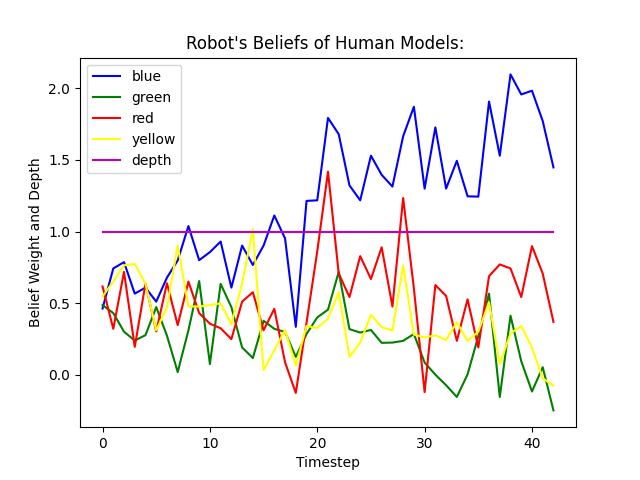 Robot's Beliefs of Human Models:
blue
green
red
yellow
depth
Belief Weight and Depth
2.0
1.5
1.0
0.5
0.0
0 10 20 30 40
Timestep